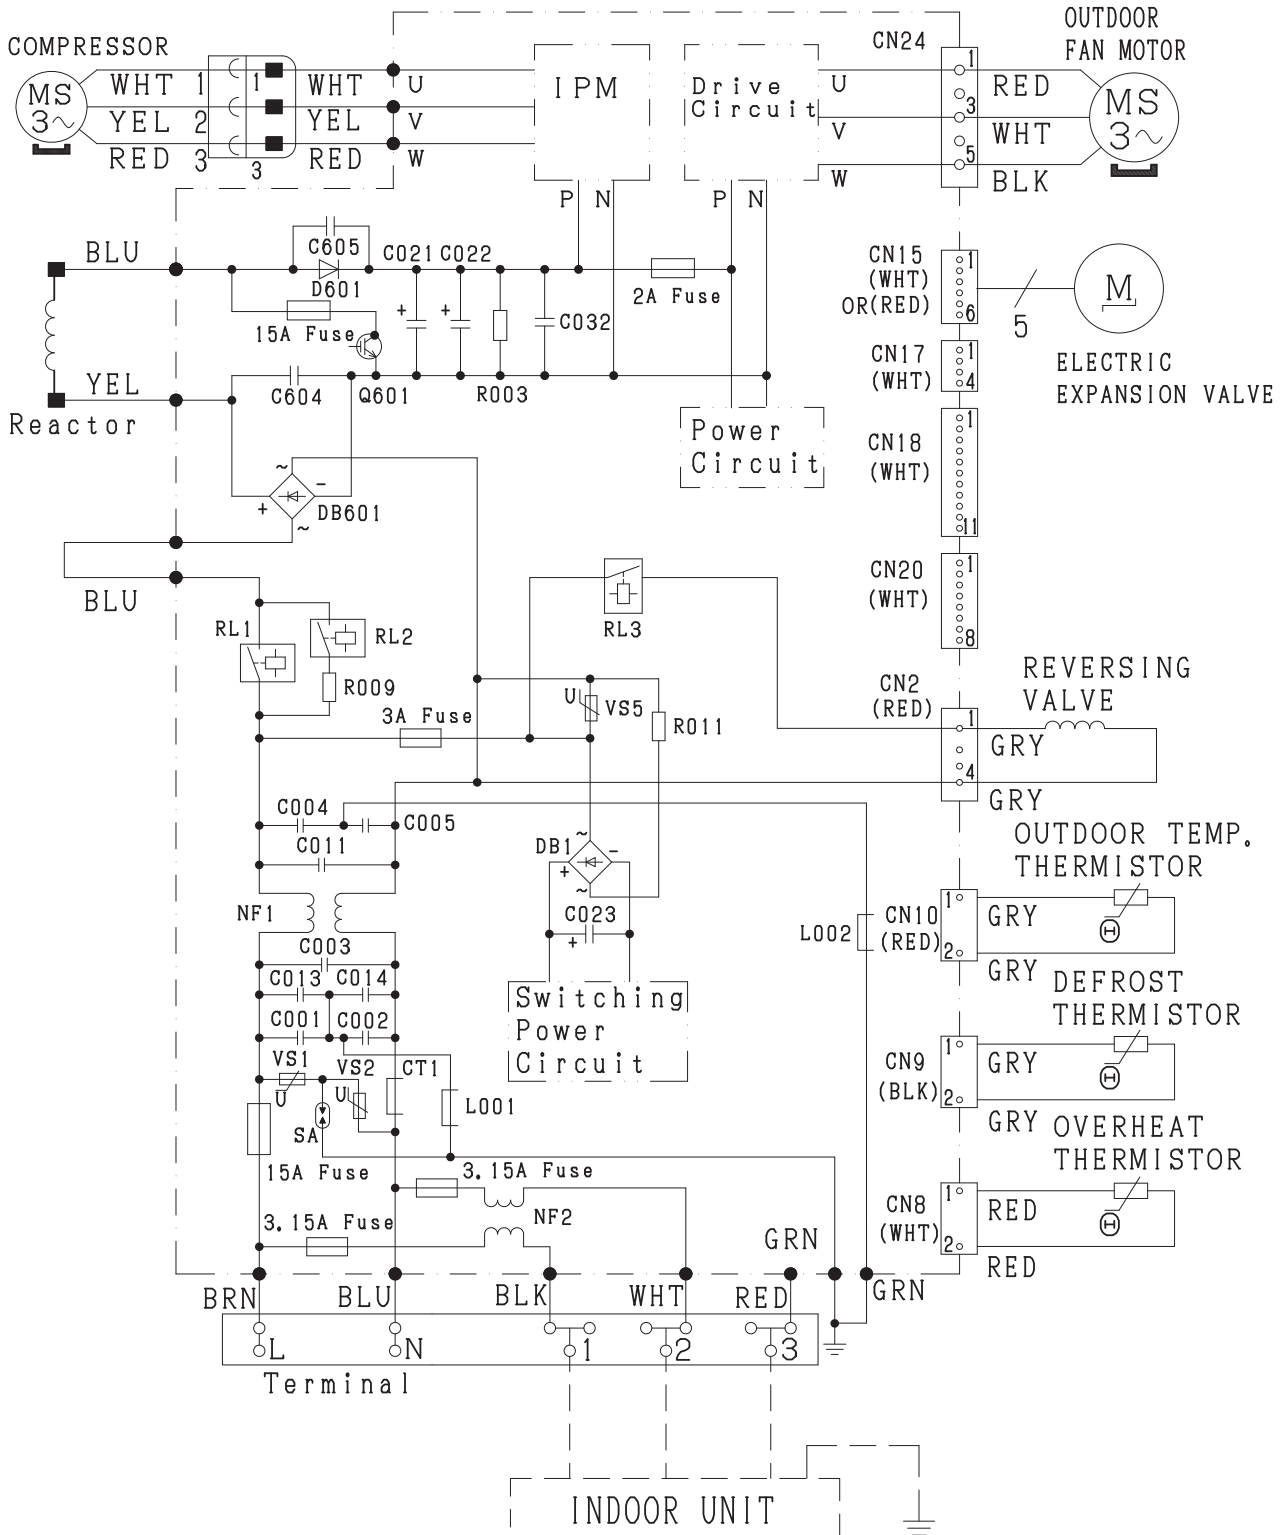 OUTDOOR
FAN MOTOR
CN24
COMPRESSOR
MS
3~
WHT 1
YEL 2
RED 3
1
3
WHT
YEL
RED
U
V
W
IPM
P N
Drive
Circuit
P N
U
V
W
1
3
5
RED
WHT
BLK
MS
3~
BLU
YEL
Reactor
C605
D601
15A Fuse
C021
C022
+
+
C604
Q601
R003
C032
2A Fuse
Power
Circuit
CN15
(WHT)
OR(RED)
1
6
5
M
ELECTRIC
EXPANSION VALVE
CN17
(WHT)
1
4
CN18
(WHT)
1
11
CN20
(WHT)
1
8
~
+
-
~
DB601
BLU
RL1
RL2
R009
3A Fuse
RL3
U
VS5
R011
CN2
(RED)
1
4
REVERSING
VALVE
GRY
GRY
C004
C005
C011
NF1
C003
C013
C014
C001
C002
VS1
U
VS2
U
CT1
SA
L001
15A Fuse
~
DB1
+
-
~
C023
+
Switching
Power
Circuit
L002
OUTDOOR TEMP.
THERMISTOR
CN10
(RED)
1
2
GRY
GRY
Θ
DEFROST
THERMISTOR
CN9
(BLK)
1
2
GRY
GRY
Θ
OVERHEAT
THERMISTOR
CN8
(WHT)
1
2
RED
RED
Θ
3.15A Fuse
3.15A Fuse
NF2
GRN
GRN
BRN
BLU
BLK
WHT
RED
L
N
1
2
3
Terminal
INDOOR UNIT